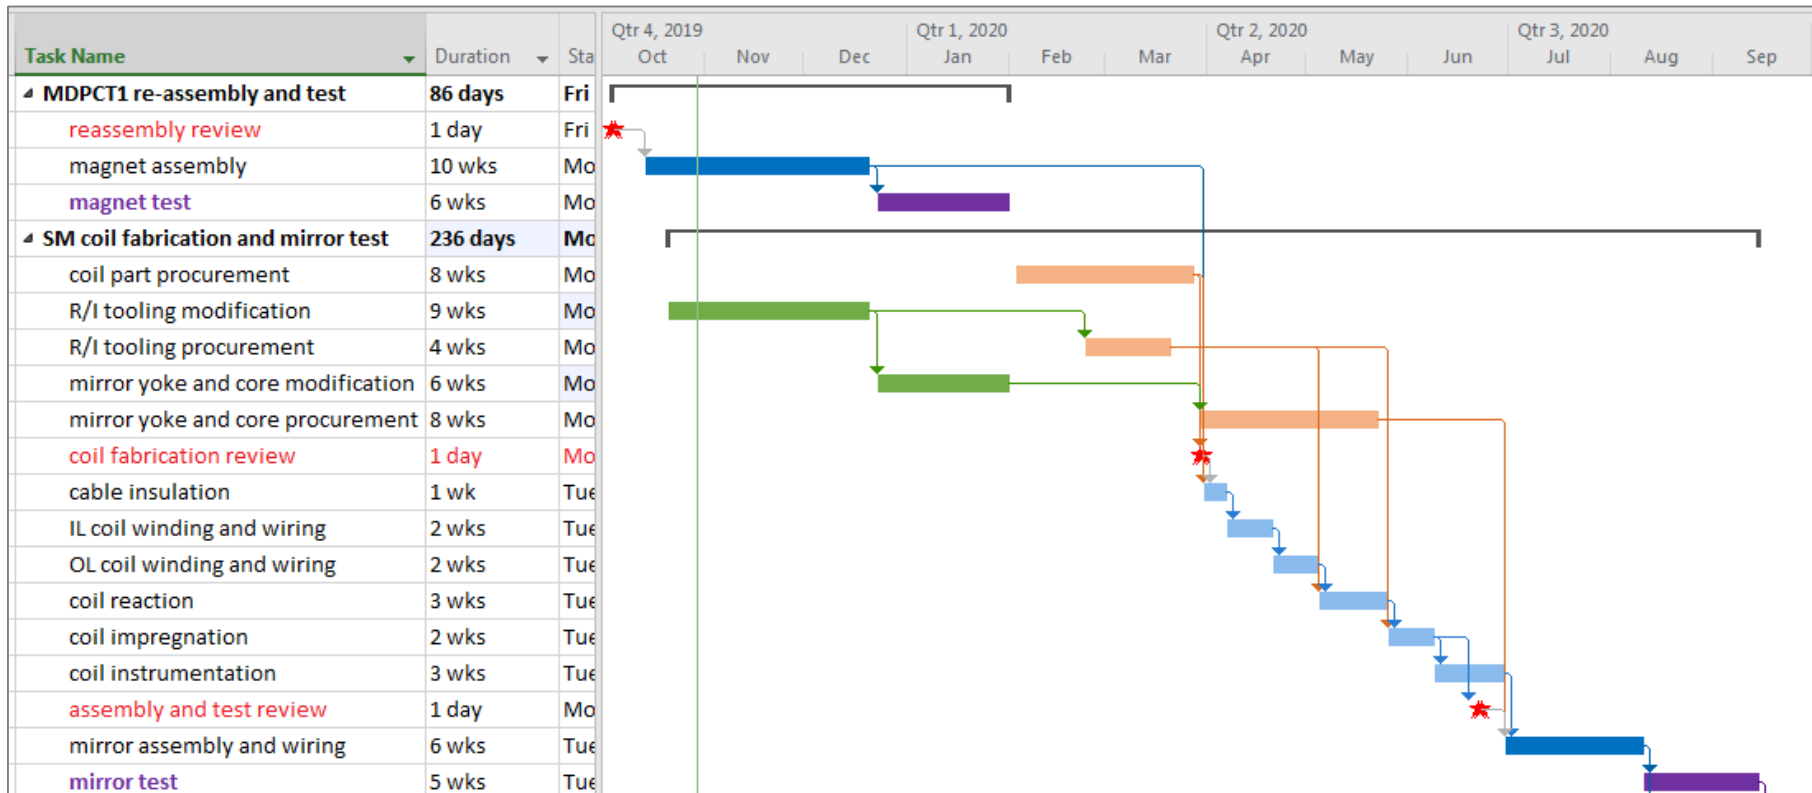 Qtr 4, 2019 Qtr 1, 2020 Qtr 2, 2020 Qtr 3, 2020
Task Name Duration Sta Oct Nov Dec Jan Feb Mar Apr May Jun Jul Aug Sep
MDPCT1 re-assembly and test 86 days Fri
reassembly review 1 day Fri
magnet assembly 10 wks Mo
magnet test 6 wks Mo
SM coil fabrication and mirror test 236 days Mo
coil part procurement 8 wks Mo
R/I tooling modification 9 wks Mo
R/I tooling procurement 4 wks Mo
mirror yoke and core modification 6 wks Mo
mirror yoke and core procurement 8 wks Mo
coil fabrication review 1 day Mo
cable insulation 1 wk Tue
IL coil winding and wiring 2 wks Tue
OL coil winding and wiring 2 wks Tue
coil reaction 3 wks Tue
coil impregnation 2 wks Tue
coil instrumentation 3 wks Tue
assembly and test review 1 day Mo
mirror assembly and wiring 6 wks Tue
mirror test 5 wks Tue